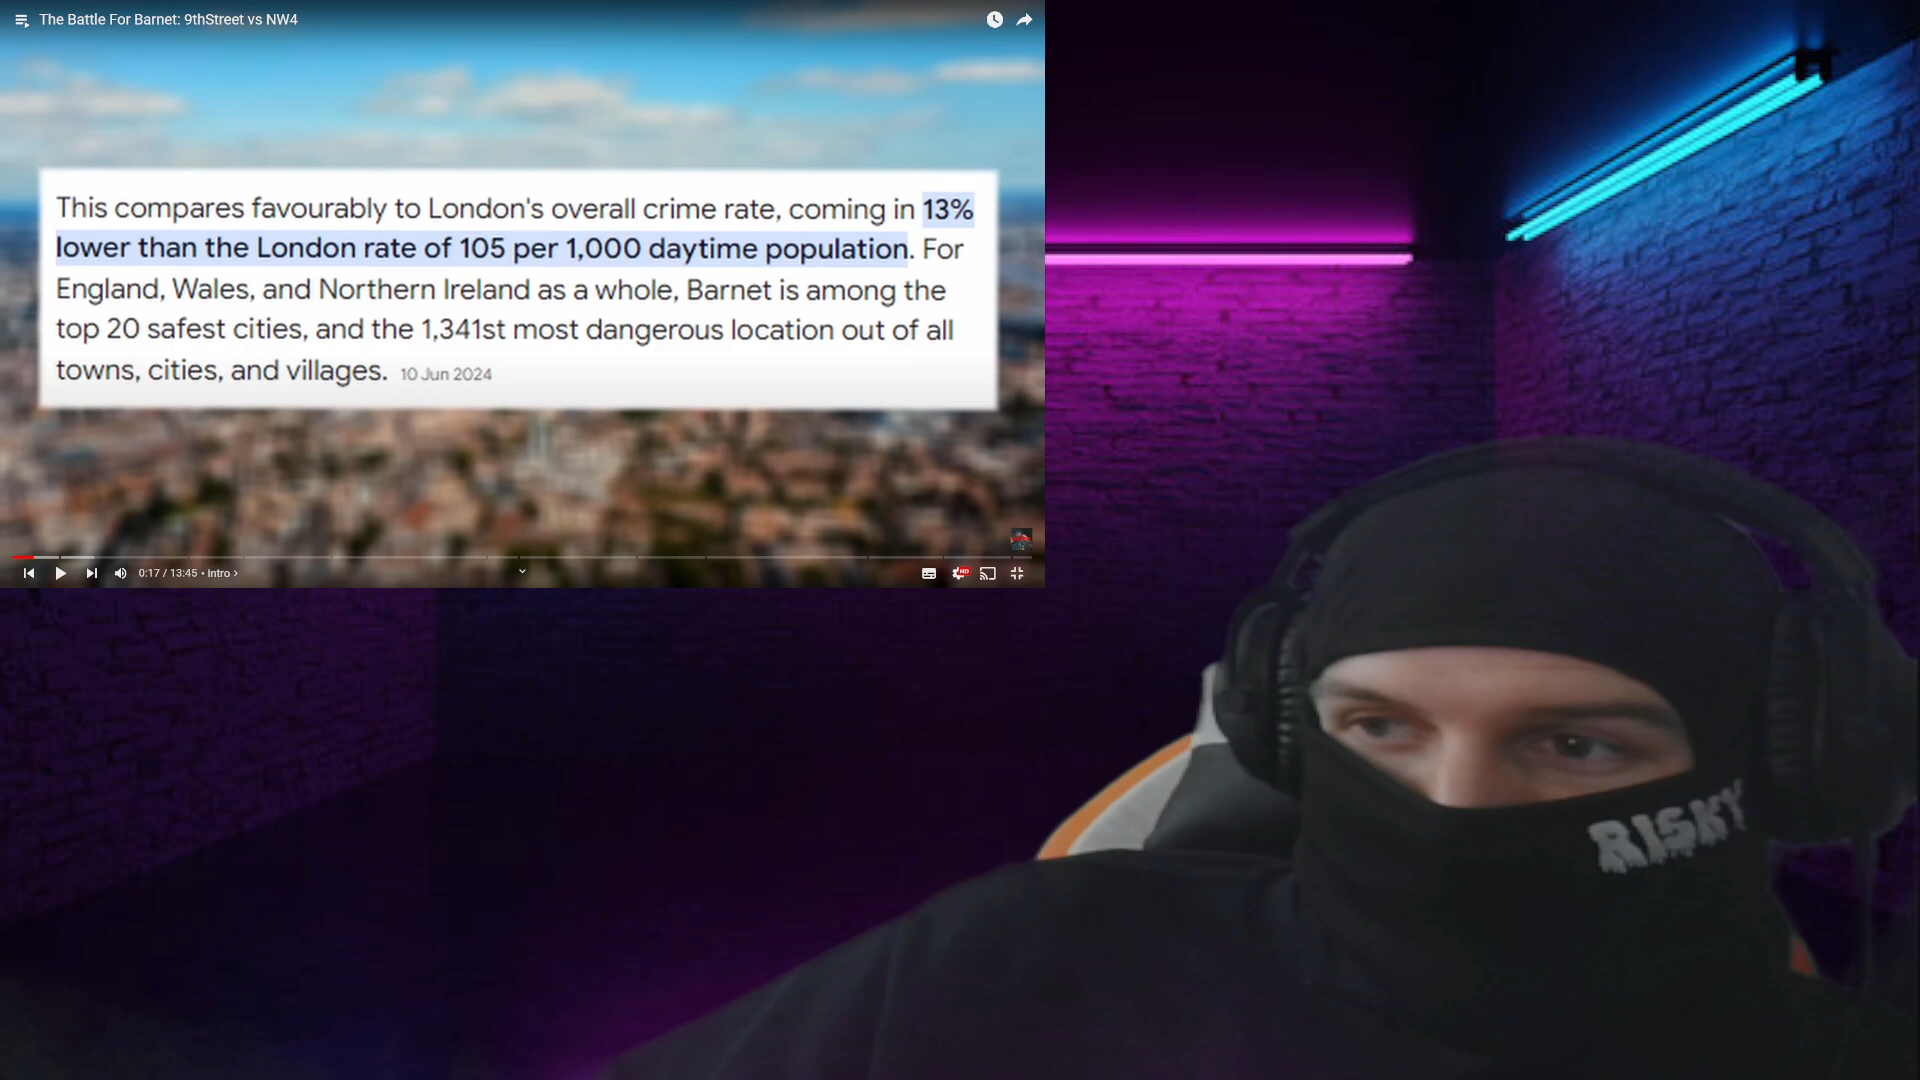 The Battle For Barnet: 9thStreet vs NW4
This compares favourably to London's overall crime rate, coming in 13%
lower than the London rate of 105 per 1,000 daytime population. For
England, Wales, and Northern Ireland as a whole, Barnet is among the
top 20 safest cities, and the 1,341st most dangerous location out of all
towns, cities, and villages. 10 Jun 2024
0:17 / 13:45 • Intro ›
HD
RISKY